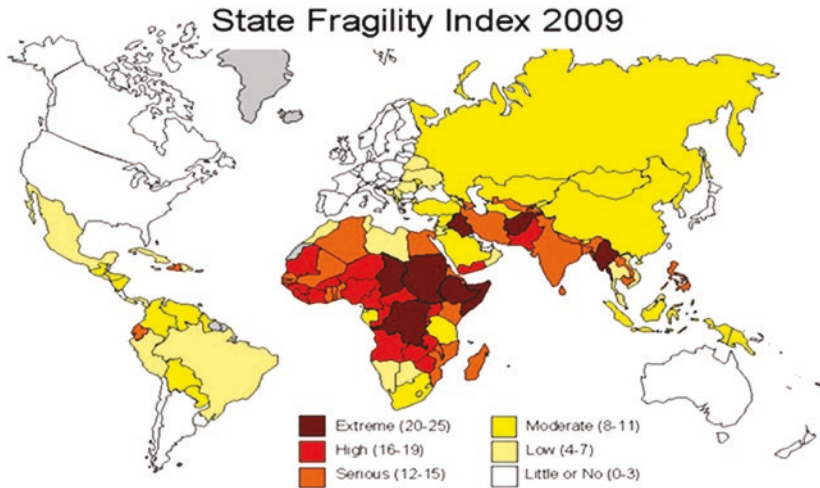 State Fragility Index 2009
Extreme (20-25)
High (16-19)
Serious (12-15)
Moderate (8-11)
Low (4-7)
Little or No (0-3)